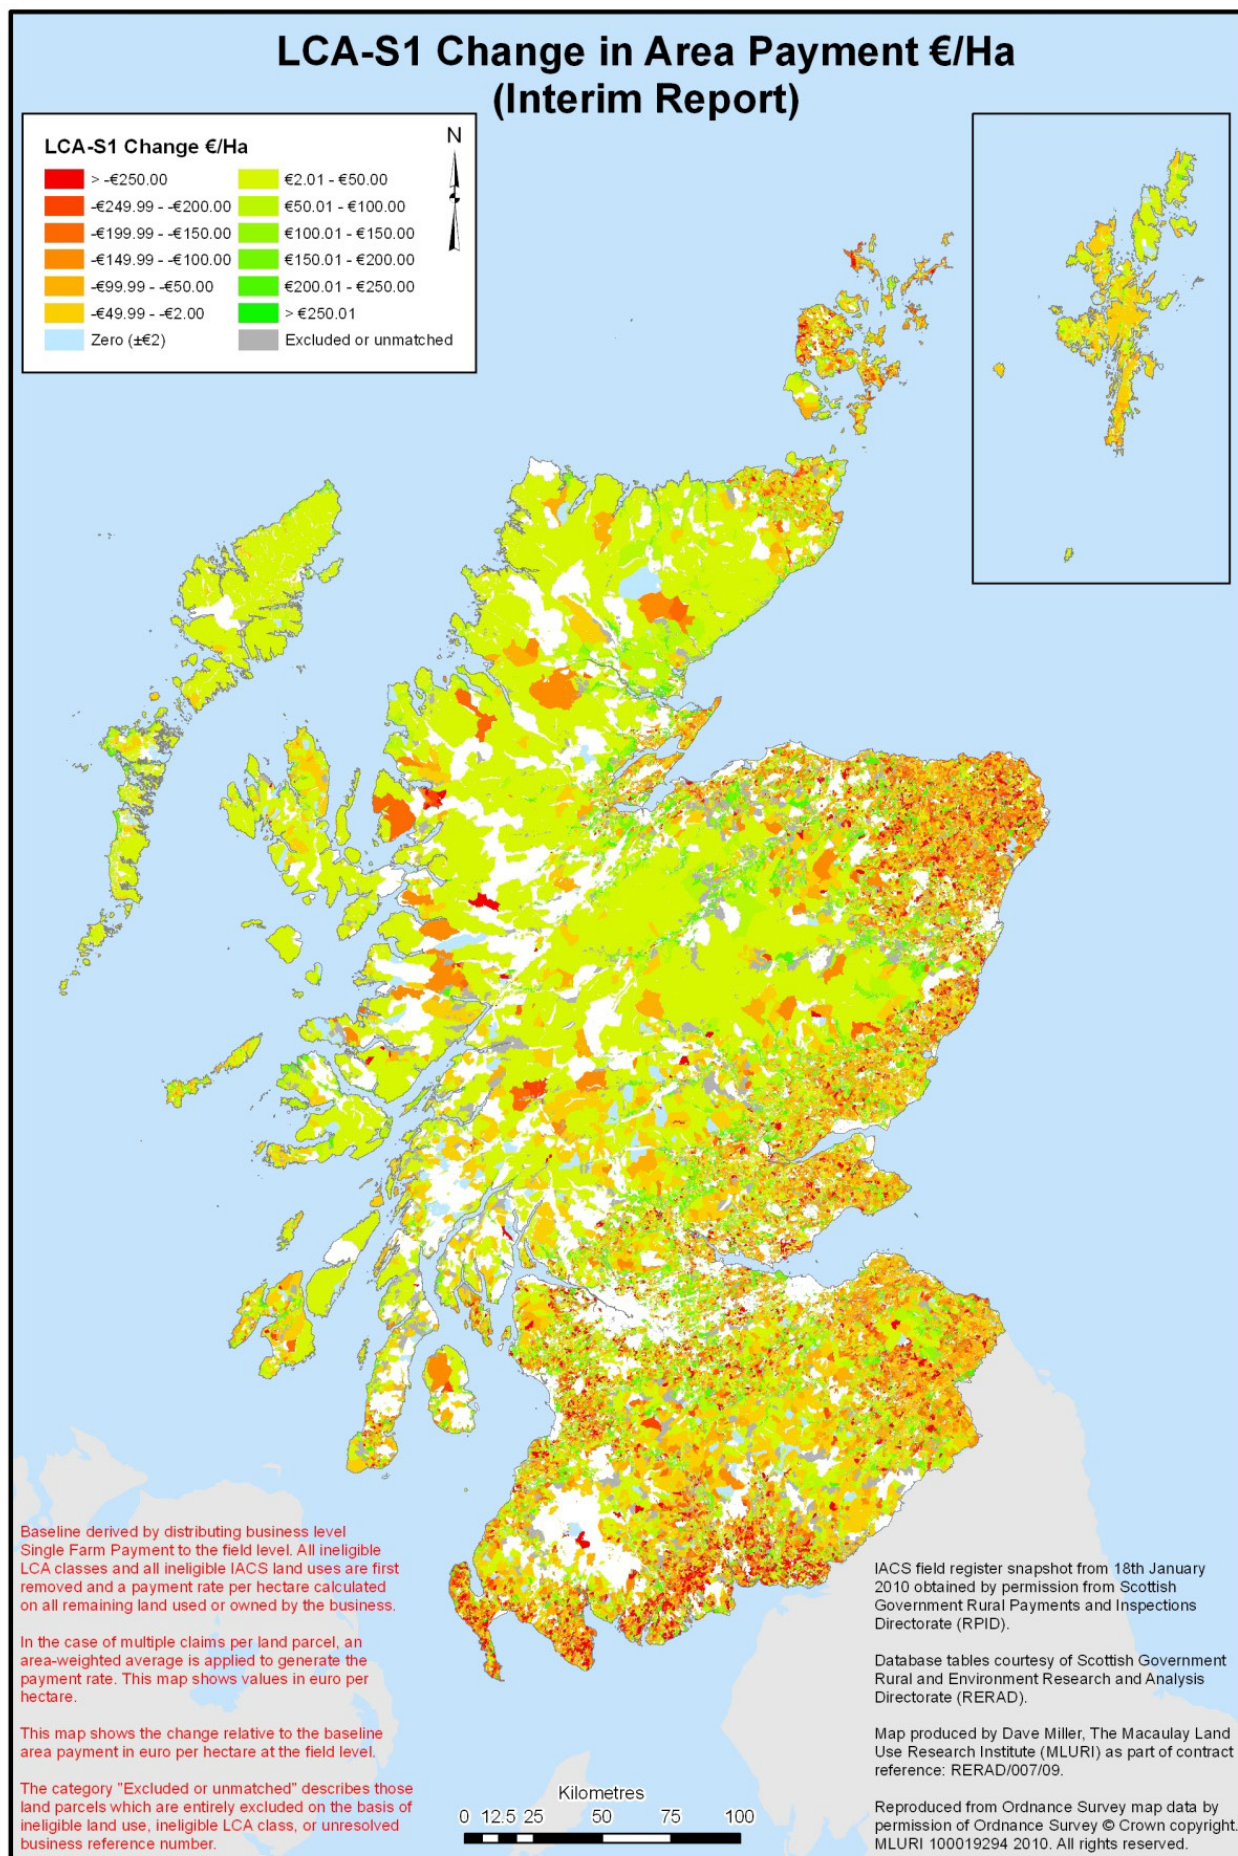 LCA-S1 Change in Area Payment €/Ha
(Interim Report)
LCA-S1 Change €/Ha
> -€250.00
-€249.99 - -€200.00
-€199.99 - -€150.00
-€149.99 - -€100.00
-€99.99 - -€50.00
-€49.99 - -€2.00
Zero (±€2)
€2.01 - €50.00
€50.01 - €100.00
€100.01 - €150.00
€150.01 - €200.00
€200.01 - €250.00
> €250.01
Excluded or unmatched
N
Baseline derived by distributing business level
Single Farm Payment to the field level. All ineligible
LCA classes and all ineligible IACS land uses are first
removed and a payment rate per hectare calculated
on all remaining land used or owned by the business.
In the case of multiple claims per land parcel, an
area-weighted average is applied to generate the
payment rate. This map shows values in euro per
hectare.
This map shows the change relative to the baseline
area payment in euro per hectare at the field level.
The category "Excluded or unmatched" describes those
land parcels which are entirely excluded on the basis of
ineligible land use, ineligible LCA class, or unresolved
business reference number.
Kilometres
0 12.5 25 50 75 100
IACS field register snapshot from 18th January
2010 obtained by permission from Scottish
Government Rural Payments and Inspections
Directorate (RPID).
Database tables courtesy of Scottish Government
Rural and Environment Research and Analysis
Directorate (RERAD).
Map produced by Dave Miller, The Macaulay Land
Use Research Institute (MLURI) as part of contract
reference: RERAD/007/09.
Reproduced from Ordnance Survey map data by
permission of Ordnance Survey © Crown copyright.
MLURI 100019294 2010. All rights reserved.